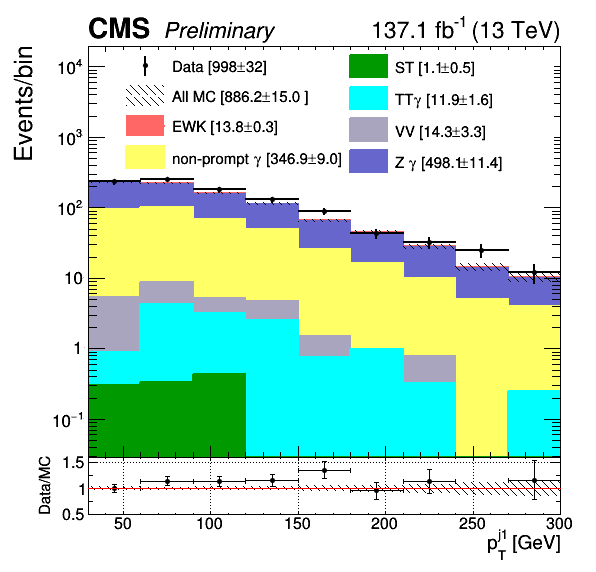 CMS Preliminary 137.1 fb⁻¹ (13 TeV)
Events/bin
Data [998±32]
All MC [886.2±15.0 ]
EWK [13.8±0.3]
non-prompt γ [346.9±9.0]
ST [1.1±0.5]
TTγ [11.9±1.6]
VV [14.3±3.3]
Z γ [498.1±11.4]
10⁴
10³
10²
10
1
10⁻¹
Data/MC
1.5
1
0.5
50 100 150 200 250 300
p_T^j1 [GeV]